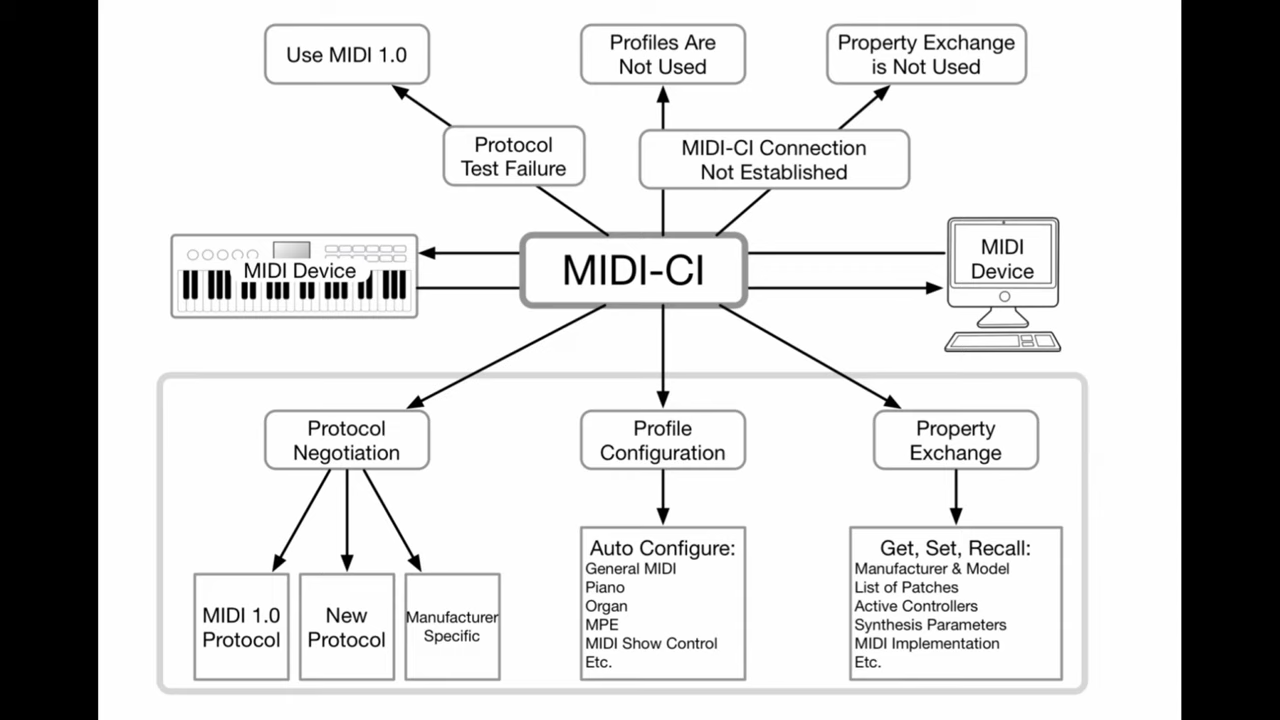 Use MIDI 1.0
Profiles Are
Not Used
Property Exchange
is Not Used
Protocol
Test Failure
MIDI-CI Connection
Not Established
MIDI Device
MIDI-CI
MIDI
Device
Protocol
Negotiation
Profile
Configuration
Property
Exchange
MIDI 1.0
Protocol
New
Protocol
Manufacturer
Specific
Auto Configure:
General MIDI
Piano
Organ
MPE
MIDI Show Control
Etc.
Get, Set, Recall:
Manufacturer & Model
List of Patches
Active Controllers
Synthesis Parameters
MIDI Implementation
Etc.